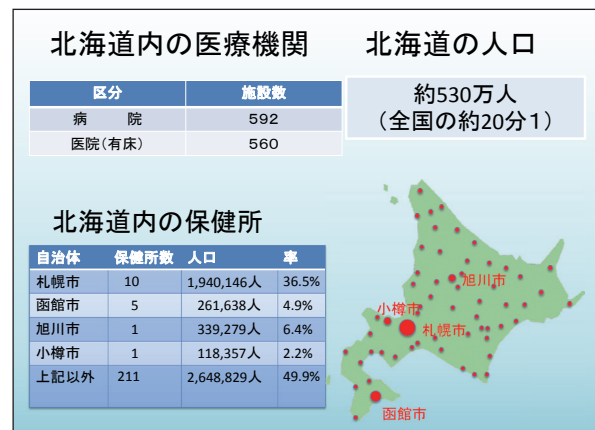 北海道内の医療機関
北海道の人口
区分 施設数
病　　院 592
医院(有床) 560
約530万人
（全国の約20分1）
北海道内の保健所
自治体 保健所数 人口 率
札幌市 10 1,940,146人 36.5%
函館市 5 261,638人 4.9%
旭川市 1 339,279人 6.4%
小樽市 1 118,357人 2.2%
上記以外 211 2,648,829人 49.9%
旭川市
小樽市
札幌市
函館市